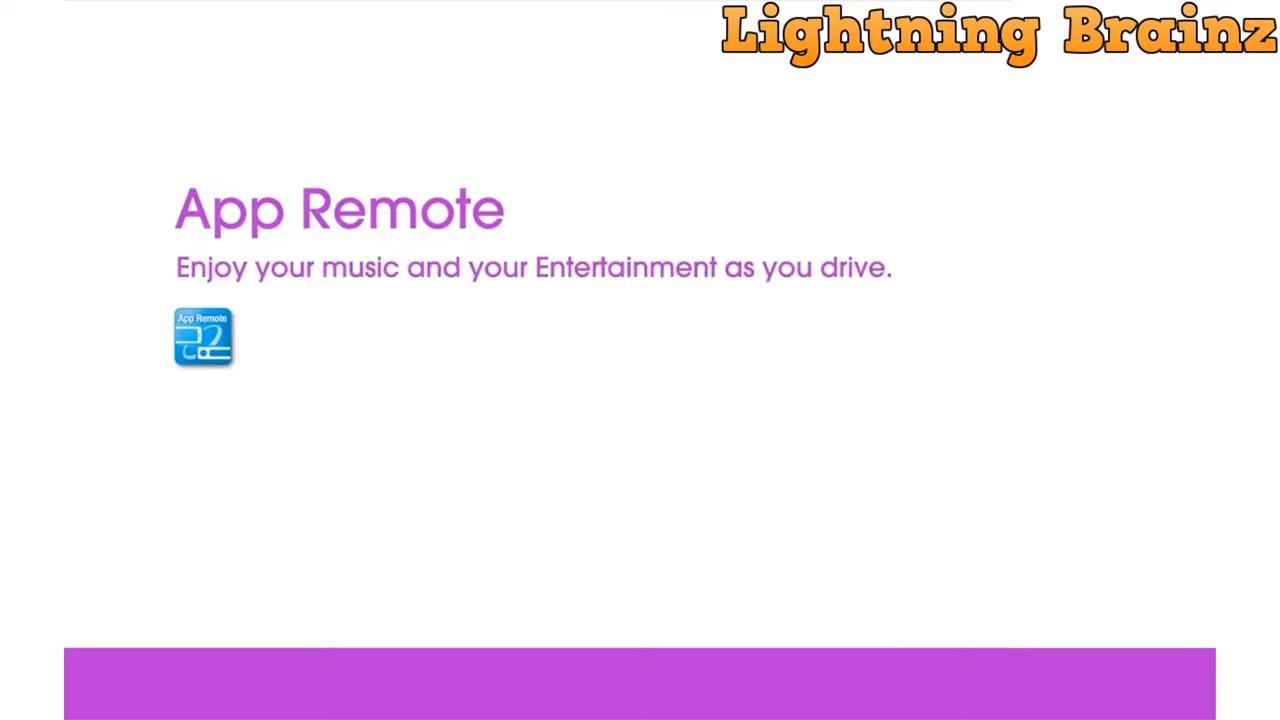 Lightning Brainz
App Remote
Enjoy your music and your Entertainment as you drive.
App Remote